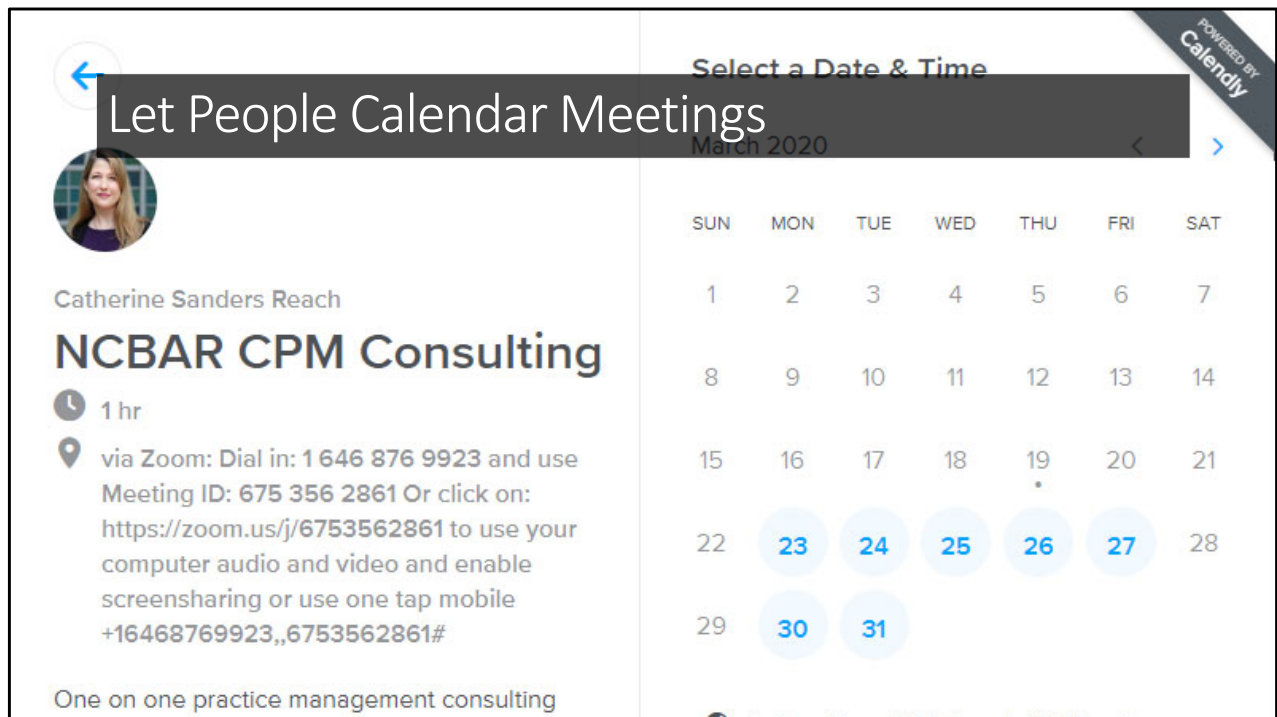 Let People Calendar Meetings
Catherine Sanders Reach
NCBAR CPM Consulting
1 hr
via Zoom: Dial in: 1 646 876 9923 and use
Meeting ID: 675 356 2861 Or click on:
https://zoom.us/j/6753562861 to use your
computer audio and video and enable
screensharing or use one tap mobile
+16468769923,,6753562861#
One on one practice management consulting
POWERED BY
Calendly
Select a Date & Time
March 2020
SUN MON TUE WED THU FRI SAT
1 2 3 4 5 6 7
8 9 10 11 12 13 14
15 16 17 18 19 20 21
22 23 24 25 26 27 28
29 30 31